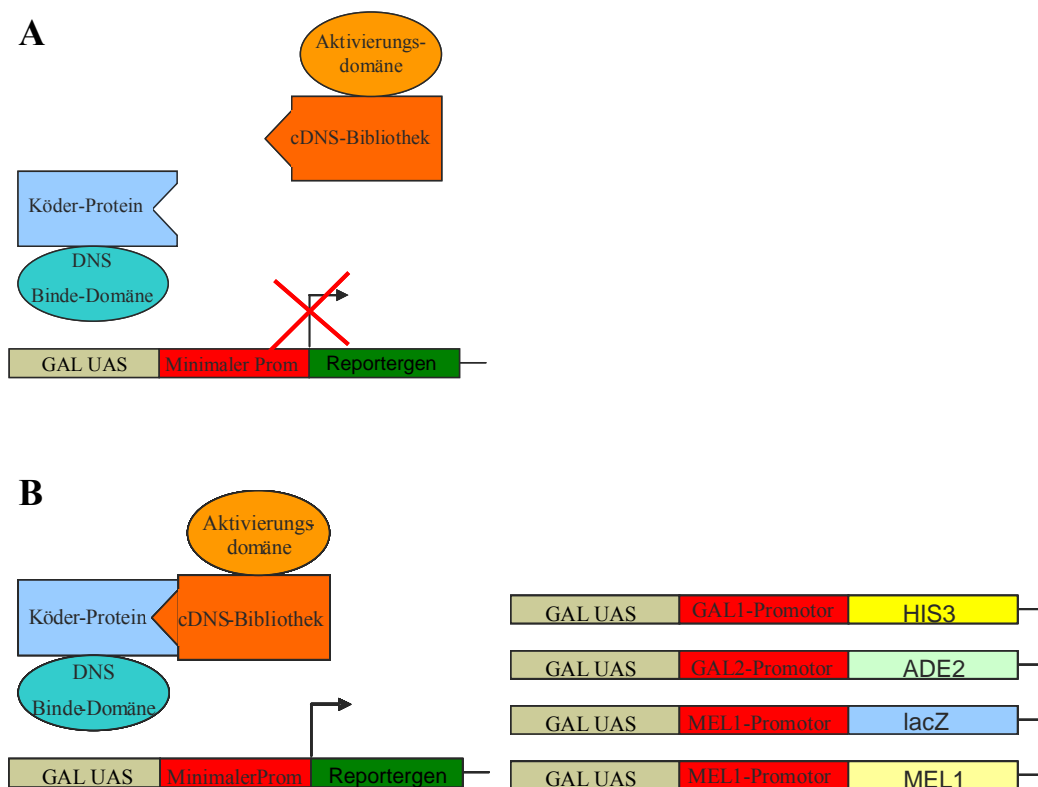 A
Aktivierungs-
domäne
cDNS-Bibliothek
Köder-Protein
DNS
Binde-Domäne
GAL UAS Minimaler Prom Reportergen
B
Aktivierungs-
domäne
Köder-Protein cDNS-Bibliothek
DNS
Binde-Domäne
GAL UAS MinimalerProm Reportergen
GAL UAS GAL1-Promotor HIS3
GAL UAS GAL2-Promotor ADE2
GAL UAS MEL1-Promotor lacZ
GAL UAS MEL1-Promotor MEL1